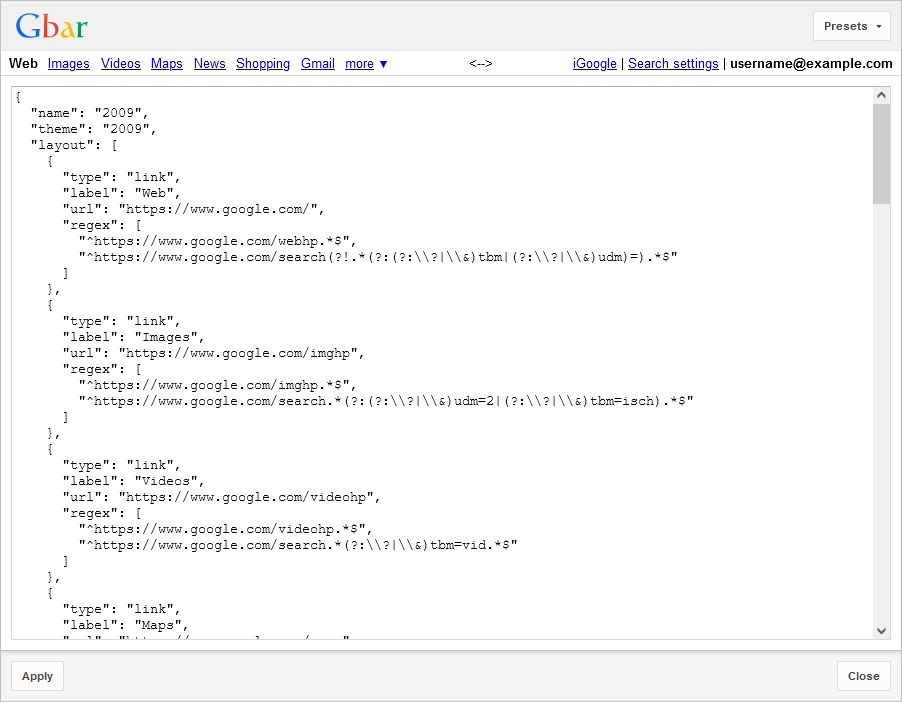 Gbar
Presets
Web Images Videos Maps News Shopping Gmail more ▼ <--> iGoogle | Search settings | username@example.com
{
  "name": "2009",
  "theme": "2009",
  "layout": [
    {
      "type": "link",
      "label": "Web",
      "url": "https://www.google.com/",
      "regex": [
        "^https://www.google.com/webhp.*$",
        "^https://www.google.com/search(?!.*(?:(?:\\?|\\&)tbm|(?:\\?|\\&)udm)=).*$"
      ]
    },
    {
      "type": "link",
      "label": "Images",
      "url": "https://www.google.com/imghp",
      "regex": [
        "^https://www.google.com/imghp.*$",
        "^https://www.google.com/search.*(?:(?:\\?|\\&)udm=2|(?:\\?|\\&)tbm=isch).*$"
      ]
    },
    {
      "type": "link",
      "label": "Videos",
      "url": "https://www.google.com/videohp",
      "regex": [
        "^https://www.google.com/videohp.*$",
        "^https://www.google.com/search.*(?:\\?|\\&)tbm=vid.*$"
      ]
    },
    {
      "type": "link",
      "label": "Maps",
Apply
Close